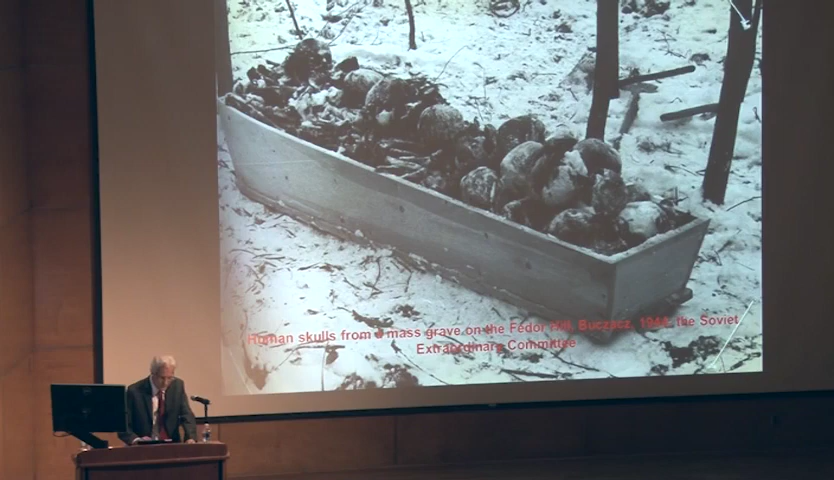 Human skulls from a mass grave on the Fedor Hill, Buczacz, 1944, the Soviet
Extraordinary Committee